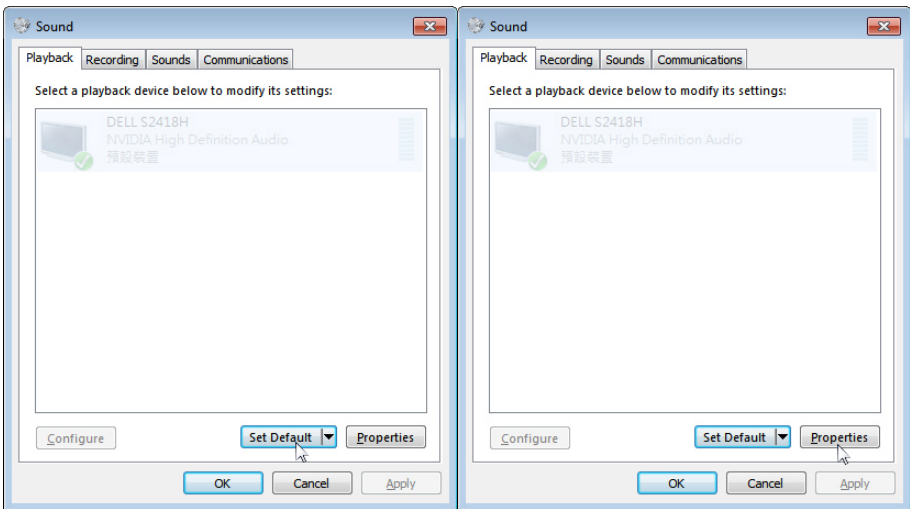 Sound
Playback Recording Sounds Communications
Select a playback device below to modify its settings:
DELL S2418H
NVIDIA High Definition Audio
預設裝置
Configure Set Default Properties
OK Cancel Apply
Sound
Playback Recording Sounds Communications
Select a playback device below to modify its settings:
DELL S2418H
NVIDIA High Definition Audio
預設裝置
Configure Set Default Properties
OK Cancel Apply